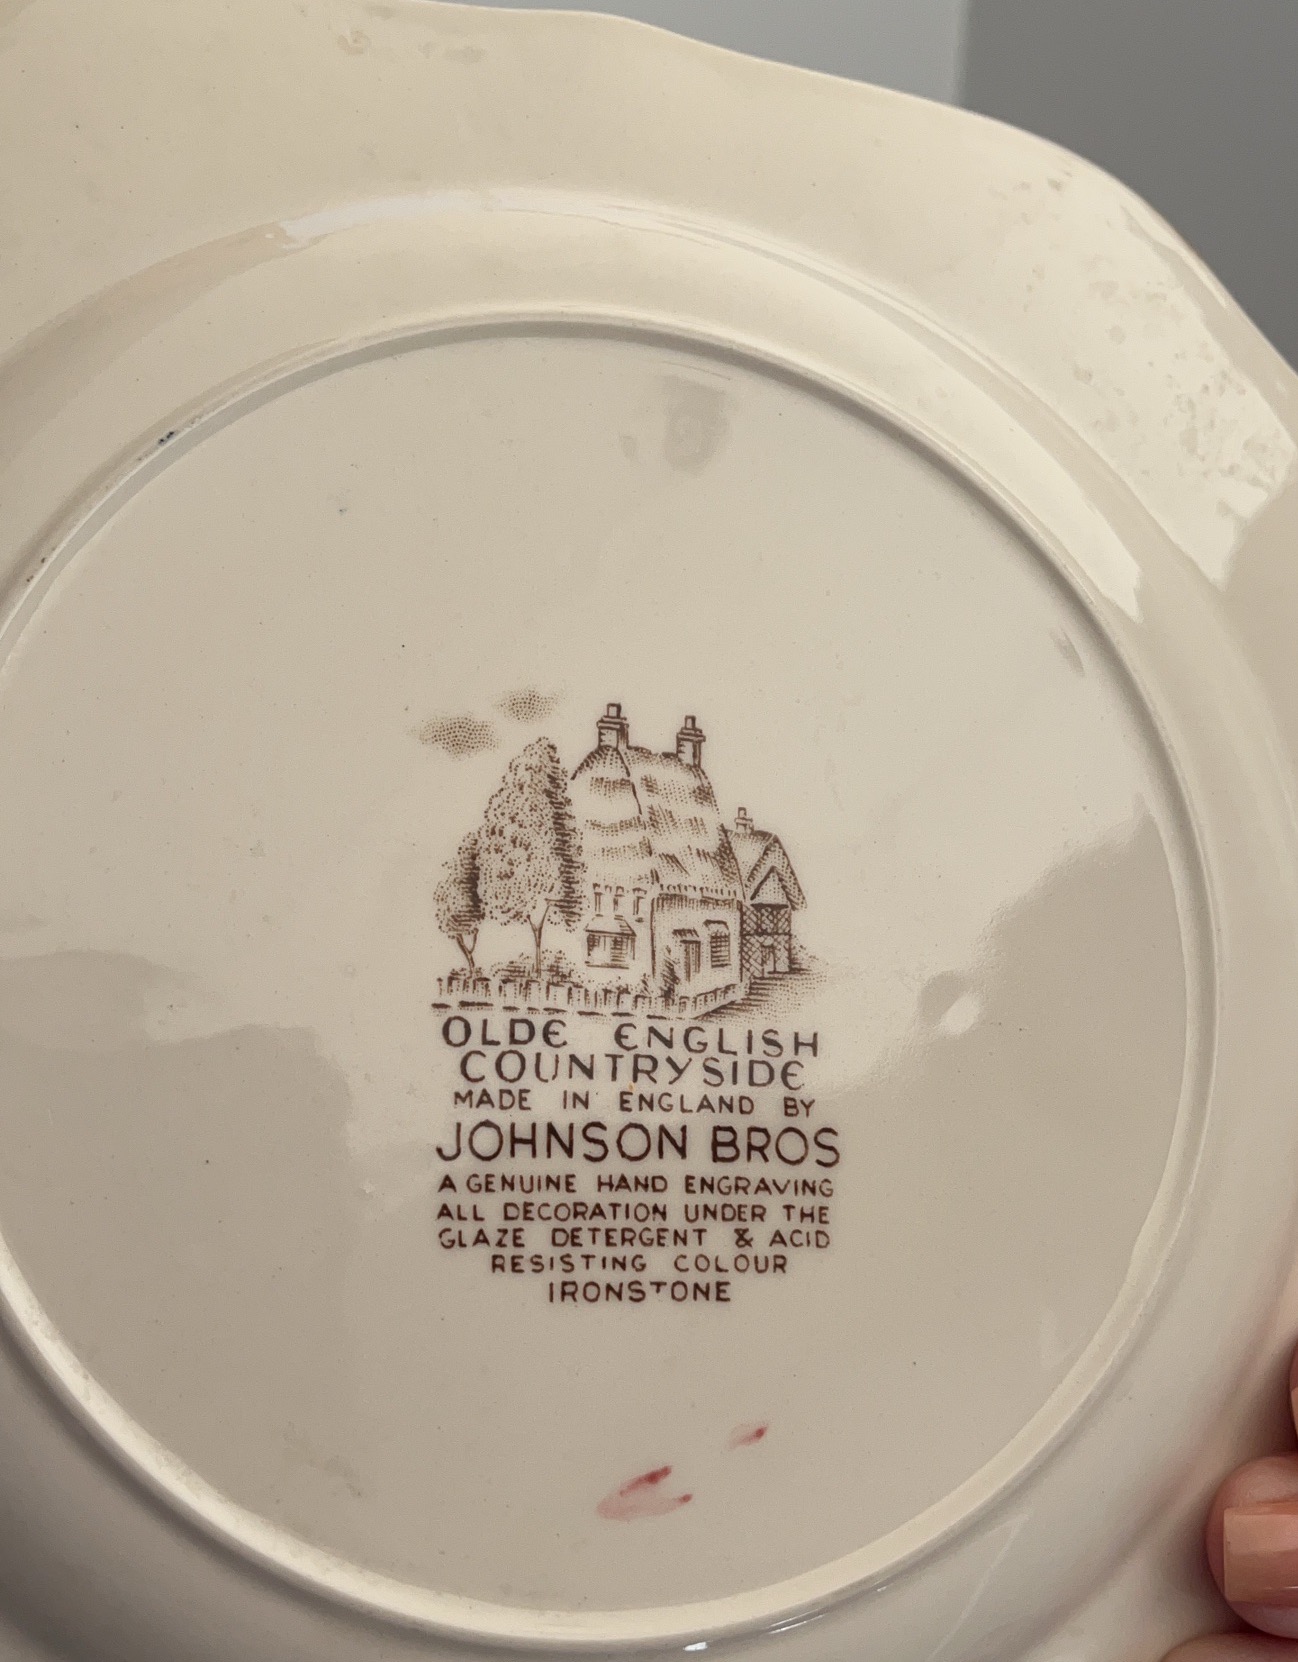 OLDE ENGLISH
COUNTRYSIDE
MADE IN ENGLAND BY
JOHNSON BROS
A GENUINE HAND ENGRAVING
ALL DECORATION UNDER THE
GLAZE DETERGENT & ACID
RESISTING COLOUR
IRONSTONE